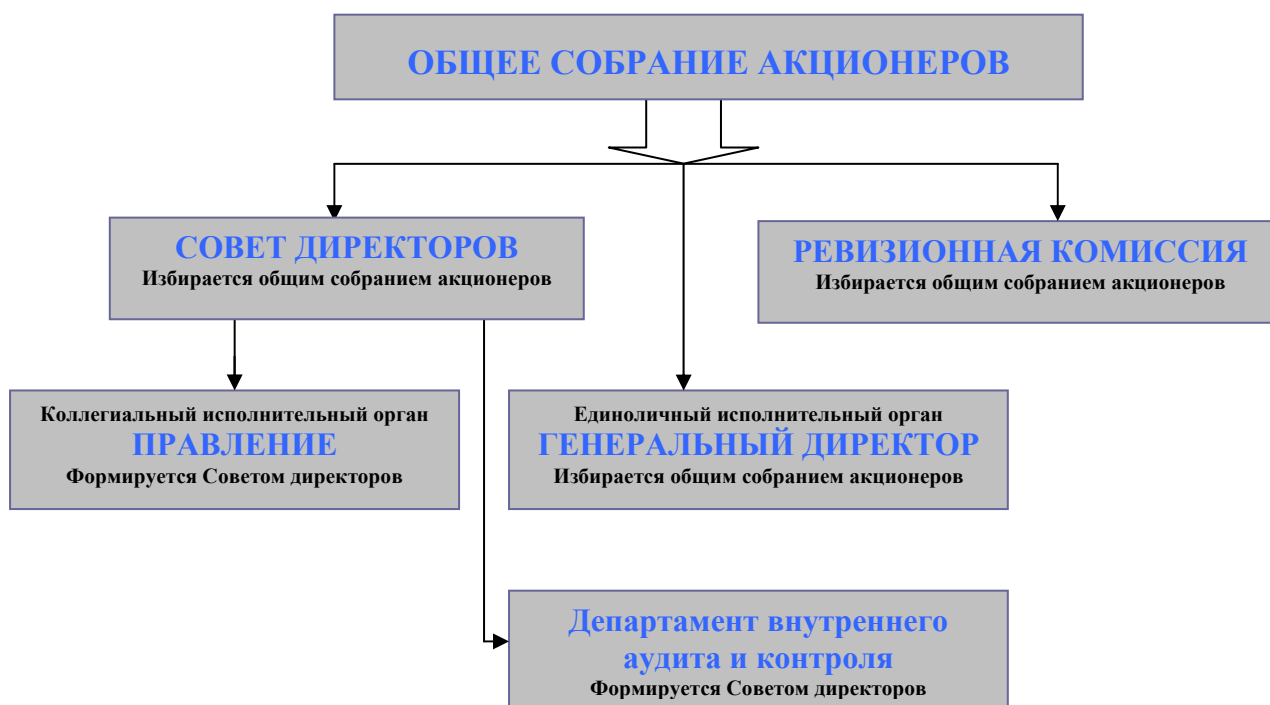 ОБЩЕЕ СОБРАНИЕ АКЦИОНЕРОВ
СОВЕТ ДИРЕКТОРОВ
Избирается общим собранием акционеров
РЕВИЗИОННАЯ КОМИССИЯ
Избирается общим собранием акционеров
Коллегиальный исполнительный орган
ПРАВЛЕНИЕ
Формируется Советом директоров
Единоличный исполнительный орган
ГЕНЕРАЛЬНЫЙ ДИРЕКТОР
Избирается общим собранием акционеров
Департамент внутреннего
аудита и контроля
Формируется Советом директоров